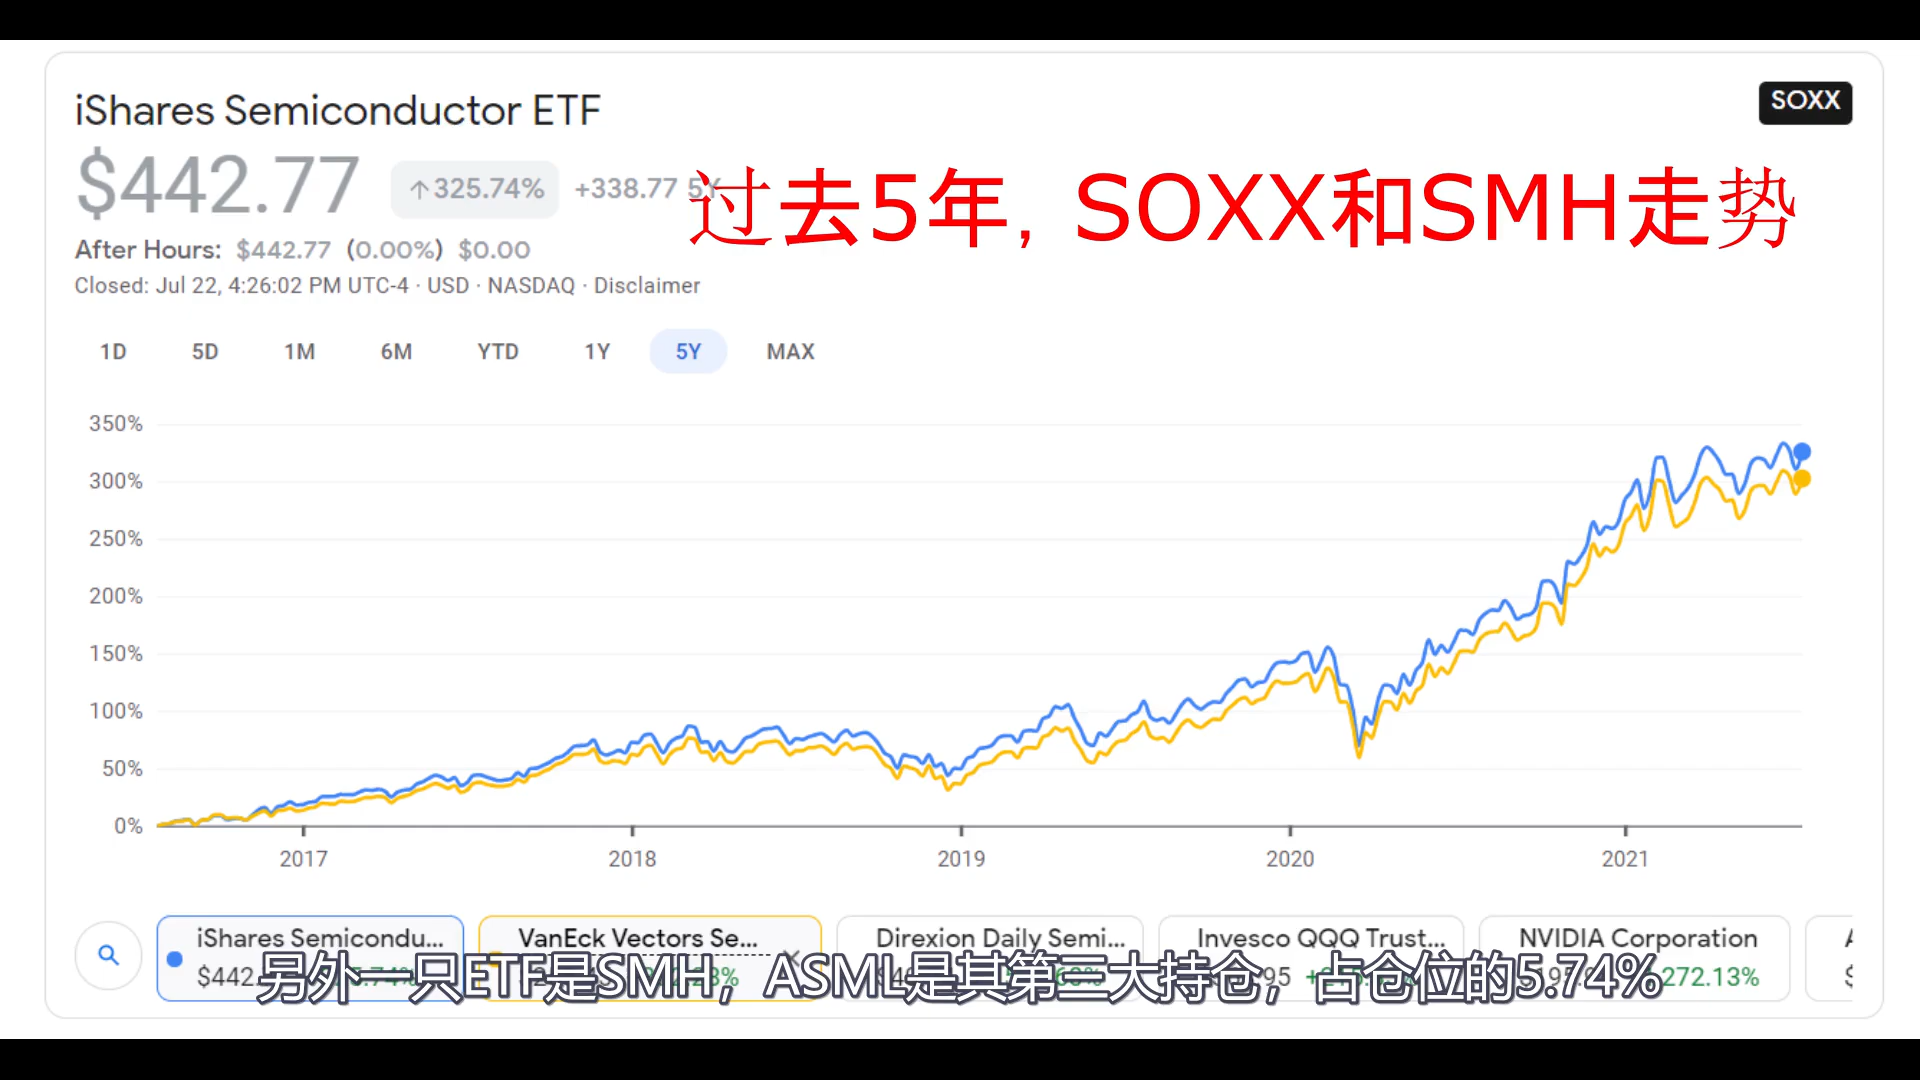 iShares Semiconductor ETF
SOXX
$442.77 ↑325.74% +338.77 5Y
过去5年, SOXX和SMH走势
After Hours: $442.77 (0.00%) $0.00
Closed: Jul 22, 4:26:02 PM UTC-4 · USD · NASDAQ · Disclaimer
1D 5D 1M 6M YTD 1Y 5Y MAX
350%
300%
250%
200%
150%
100%
50%
0%
2017 2018 2019 2020 2021
iShares Semicondu... VanEck Vectors Se... Direxion Daily Semi... Invesco QQQ Trust... NVIDIA Corporation
272.13%
另外一只ETF是SMH，ASML是其第三大持仓，占仓位的5.74%